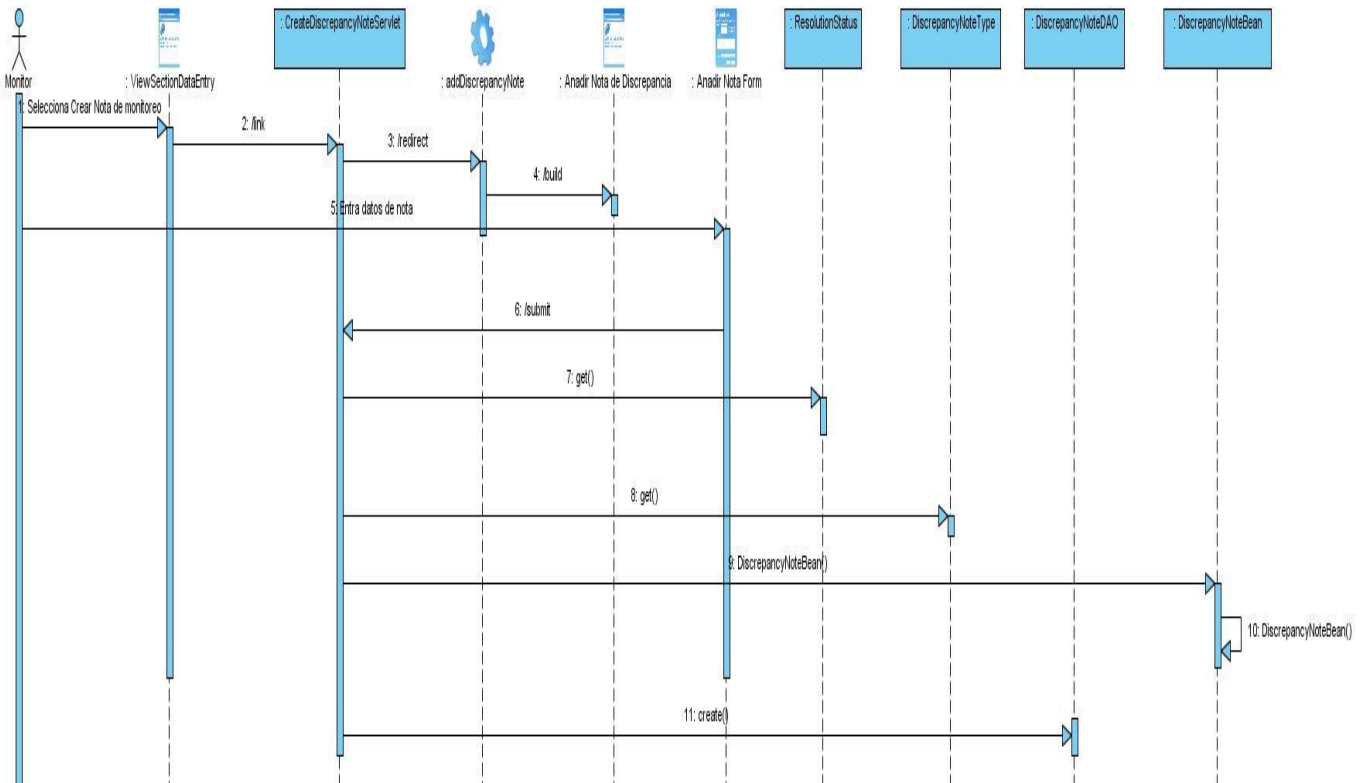 : CreateDiscrepancyNoteServlet
: ResolutionStatus
: DiscrepancyNoteType
: DiscrepancyNoteDAO
: DiscrepancyNoteBean
Monitor
: ViewSectionDataEntry
: addDiscrepancyNote
: Anadir Nota de Discrepancia
: Anadir Nota Form
1: Selecciona Crear Nota de monitoreo
2: /link
3: /redirect
4: /build
5: Entra datos de nota
6: /submit
7: get()
8: get()
9: DiscrepancyNoteBean()
10: DiscrepancyNoteBean()
11: create()